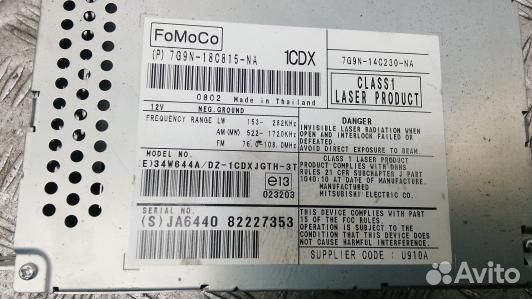 FoMoCo
(P) 7G9N-18C815-NA 1CDX
7G9N-14C230-NA
0802 Made in Thailand
CLASS1
LASER PRODUCT
12V NEG.GROUND
FREQUENCY RANGE LW 153- 282KHz
AM(MW) 522- 1720KHz
FM 76.0-108.0MHz
DANGER
INVISIBLE LASER RADIATION WHEN
OPEN AND INTERLOCK FAILED OR
DEFEATED.
AVOID DIRECT EXPOSURE TO BEAM
MODEL NO.
(E)34W644A/DZ-1CDXJGTH-3T
e13
023203
CLASS 1 LASER PRODUCT
PRODUCT COMPLIES WITH DHHS
RULES 21 CFR SUBCHAPTER J PART
1040:10 AT DATE OF MANUFACTURE.
MANUFACTURED
MITSUBISHI ELECTRIC CO.
SERIAL NO.
(S)JA6440 82227353
THIS DEVICE COMPLIES WITH PART
15 OF THE FCC RULES.
OPERATION IS SUBJECT TO THE
CONDITION THAT THIS DEVICE DOES
NOT CAUSE HARMFUL INTERFERENCE.
SUPPLIER CODE : U910A
Avito